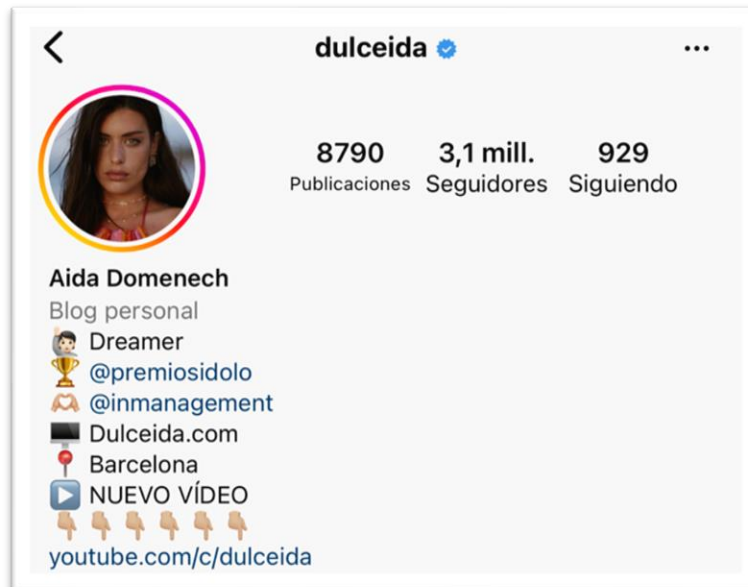 dulceida
8790 3,1 mill. 929
Publicaciones Seguidores Siguiendo
Aida Domenech
Blog personal
Dreamer
@premiosidolo
@inmanagement
Dulceida.com
Barcelona
NUEVO VÍDEO
youtube.com/c/dulceida